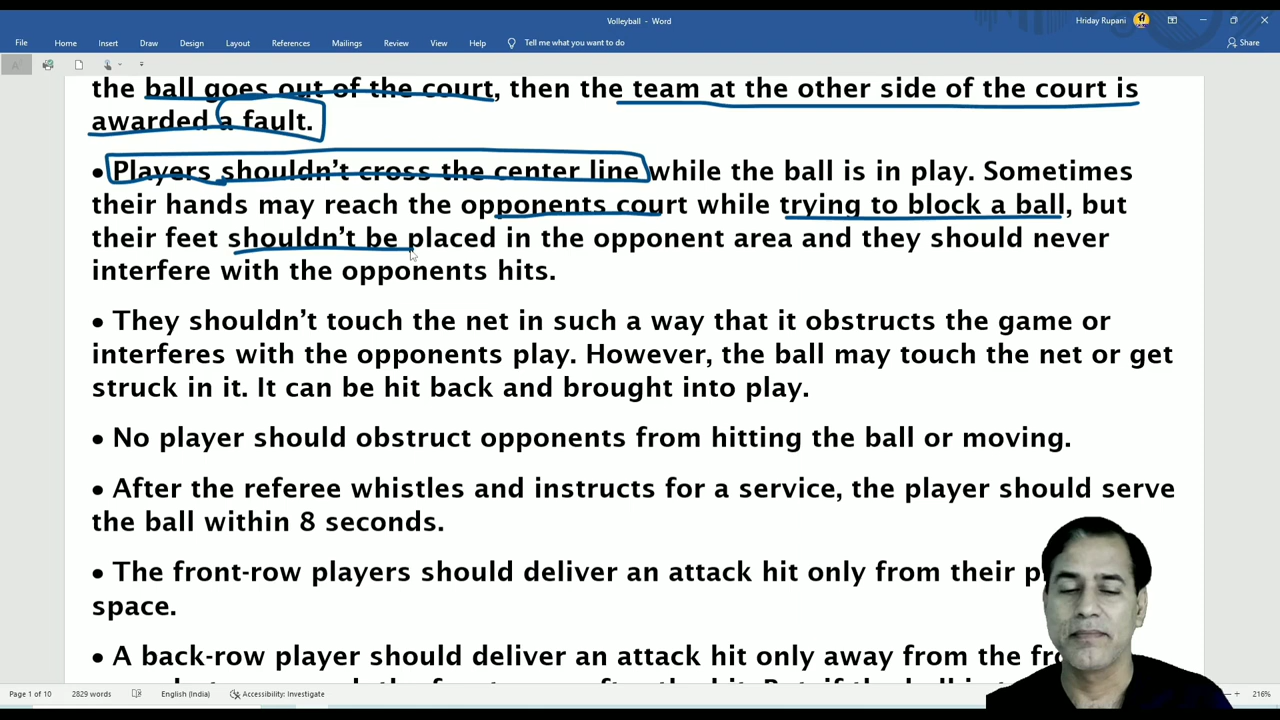 Volleyball - Word
Hriday Rupani
File Home Insert Draw Design Layout References Mailings Review View Help Tell me what you want to do Share
the ball goes out of the court, then the team at the other side of the court is
awarded a fault.
• Players shouldn't cross the center line while the ball is in play. Sometimes
their hands may reach the opponents court while trying to block a ball, but
their feet shouldn't be placed in the opponent area and they should never
interfere with the opponents hits.
• They shouldn't touch the net in such a way that it obstructs the game or
interferes with the opponents play. However, the ball may touch the net or get
struck in it. It can be hit back and brought into play.
• No player should obstruct opponents from hitting the ball or moving.
• After the referee whistles and instructs for a service, the player should serve
the ball within 8 seconds.
• The front-row players should deliver an attack hit only from their
space.
• A back-row player should deliver an attack hit only away from the
Page 1 of 10 2829 words English (India) Accessibility: Investigate 216%